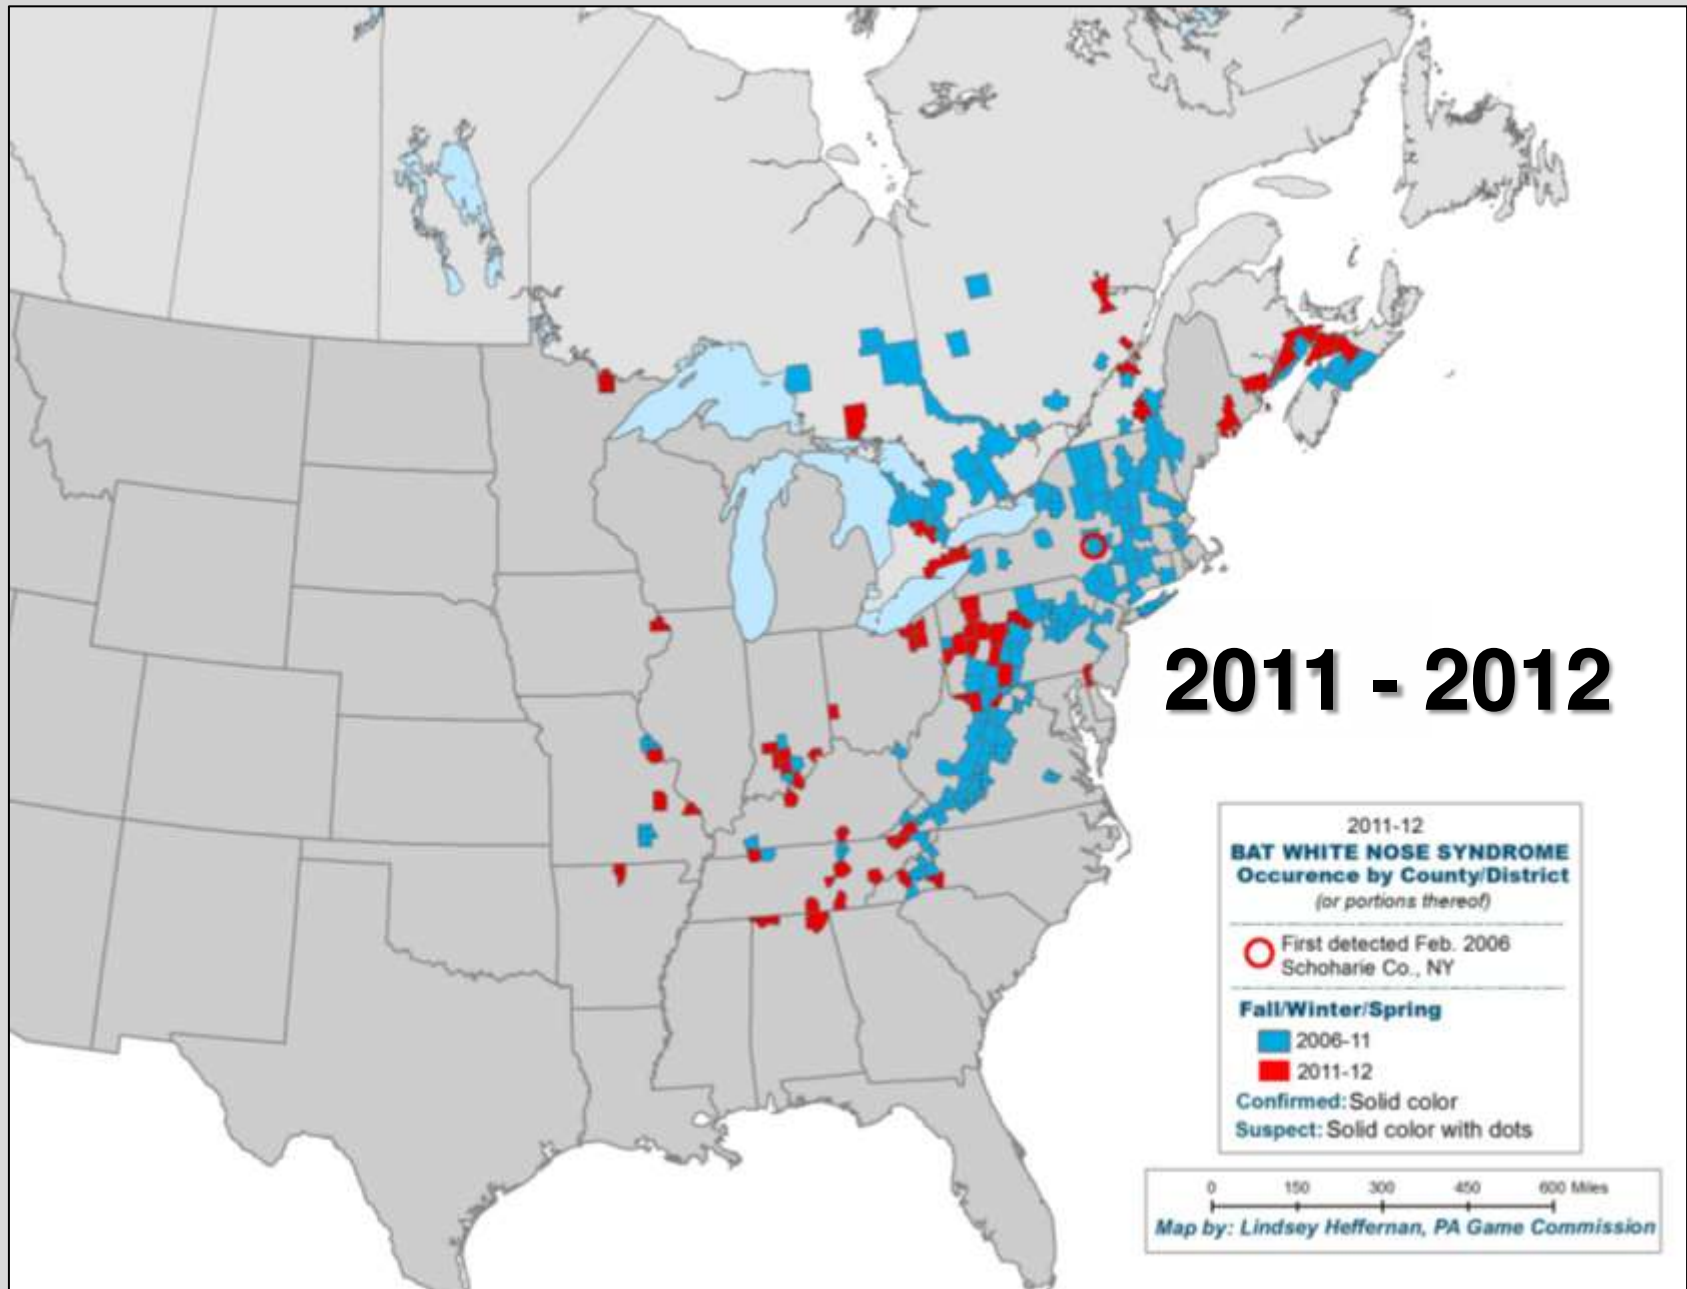 2011 - 2012
2011-12
BAT WHITE NOSE SYNDROME
Occurence by County/District
(or portions thereof)
First detected Feb. 2006
Schoharie Co., NY
Fall/Winter/Spring
2006-11
2011-12
Confirmed: Solid color
Suspect: Solid color with dots
0 150 300 450 600 Miles
Map by: Lindsey Heffernan, PA Game Commission